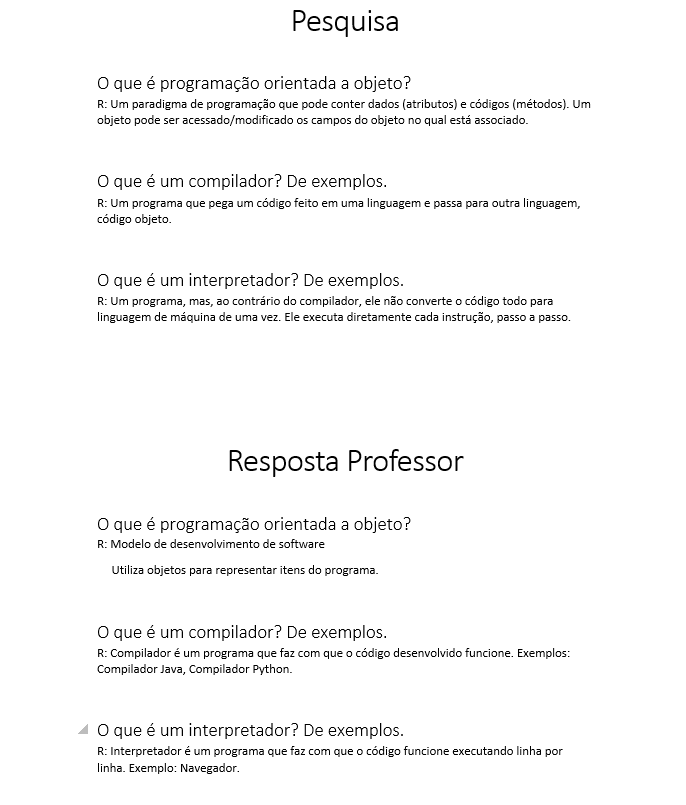 Pesquisa
O que é programação orientada a objeto?
R: Um paradigma de programação que pode conter dados (atributos) e códigos (métodos). Um
objeto pode ser acessado/modificado os campos do objeto no qual está associado.
O que é um compilador? De exemplos.
R: Um programa que pega um código feito em uma linguagem e passa para outra linguagem,
código objeto.
O que é um interpretador? De exemplos.
R: Um programa, mas, ao contrário do compilador, ele não converte o código todo para
linguagem de máquina de uma vez. Ele executa diretamente cada instrução, passo a passo.
Resposta Professor
O que é programação orientada a objeto?
R: Modelo de desenvolvimento de software
Utiliza objetos para representar itens do programa.
O que é um compilador? De exemplos.
R: Compilador é um programa que faz com que o código desenvolvido funcione. Exemplos:
Compilador Java, Compilador Python.
O que é um interpretador? De exemplos.
R: Interpretador é um programa que faz com que o código funcione executando linha por
linha. Exemplo: Navegador.